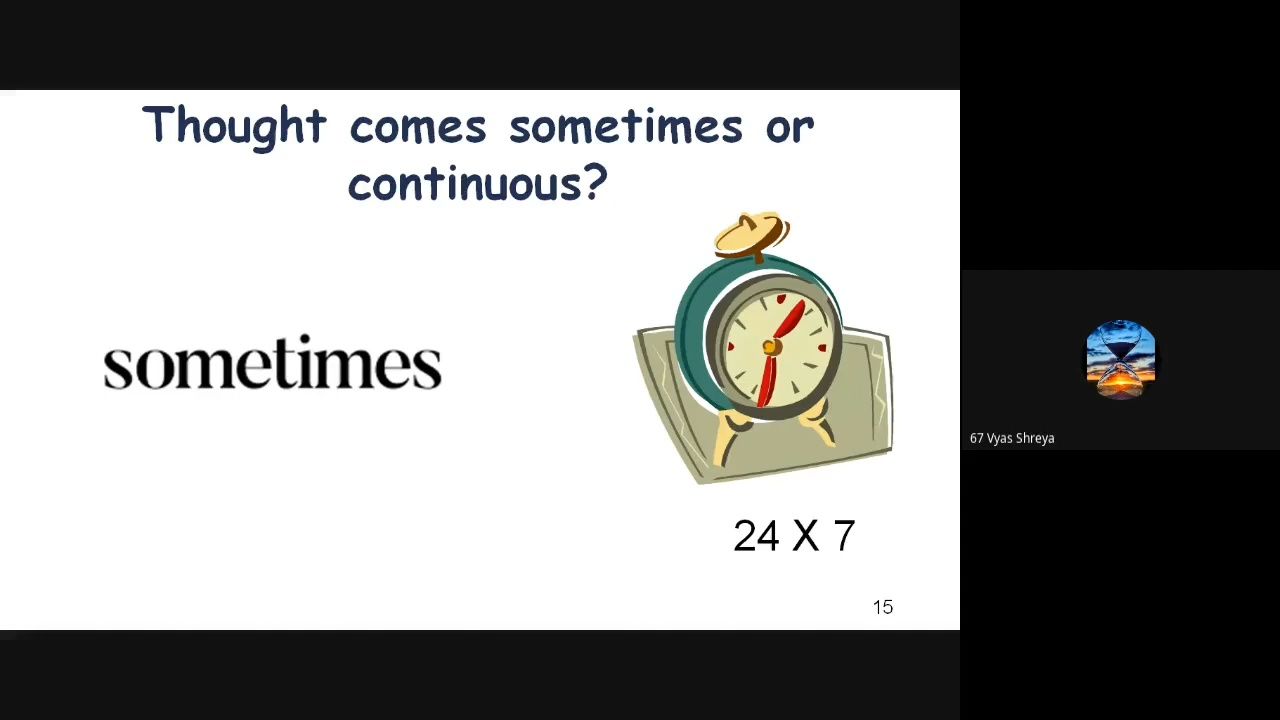 Thought comes sometimes or
continuous?
sometimes
24 X 7
15
67 Vyas Shreya